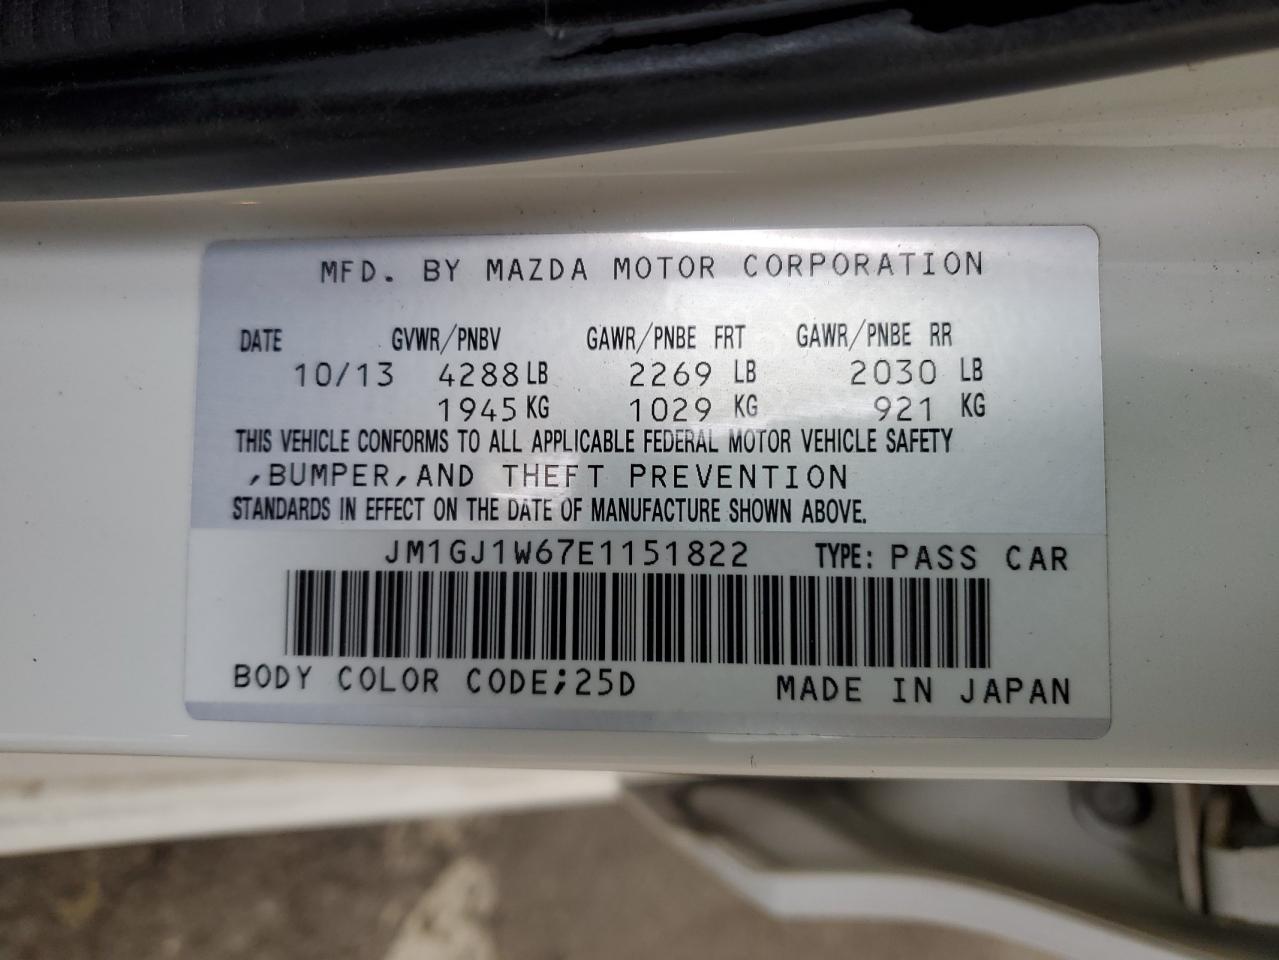 MFD. BY MAZDA MOTOR CORPORATION
DATE GVWR/PNBV GAWR/PNBE FRT GAWR/PNBE RR
10/13 4288 LB 2269 LB 2030 LB
1945 KG 1029 KG 921 KG
THIS VEHICLE CONFORMS TO ALL APPLICABLE FEDERAL MOTOR VEHICLE SAFETY
,BUMPER,AND THEFT PREVENTION
STANDARDS IN EFFECT ON THE DATE OF MANUFACTURE SHOWN ABOVE.
JM1GJ1W67E1151822 TYPE: PASS CAR
BODY COLOR CODE;25D MADE IN JAPAN